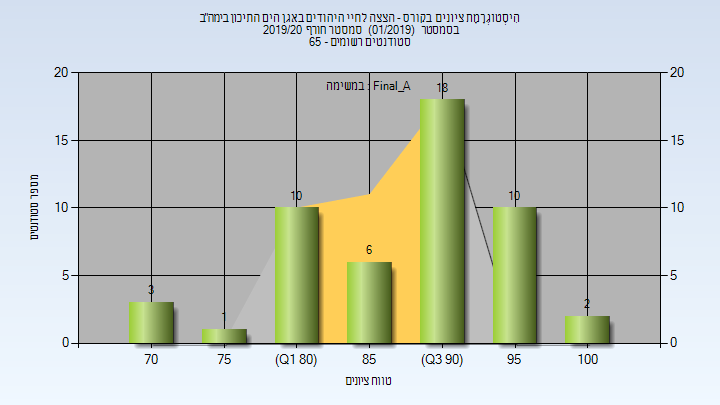 היסטוגרמת ציונים בקורס - הצצה לחיי היהודים באגן הים התיכון בימה"ב
בסמסטר (01/2019) סמסטר חורף 2019/20
סטודנטים רשומים - 65
במשימה : Final_A
20 20
15 15
10 10
5 5
0 0
3 1 10 6 18 10 2
70 75 (Q1 80) 85 (Q3 90) 95 100
מספר סטודנטים
טווח ציונים